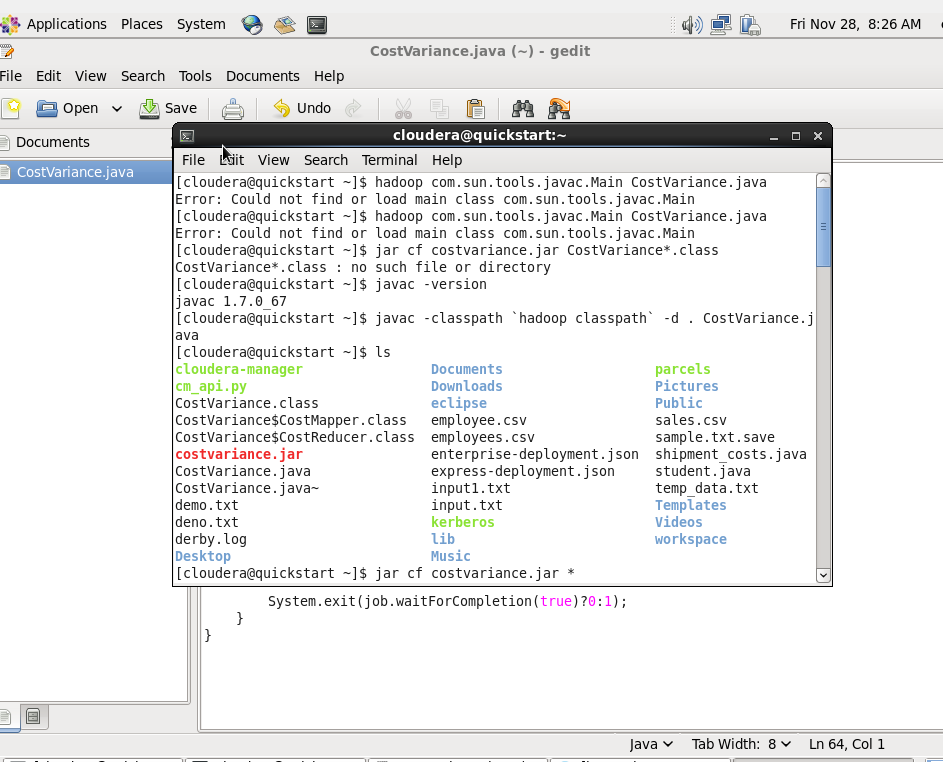 Applications Places System Fri Nov 28, 8:26 AM
CostVariance.java (~) - gedit
File Edit View Search Tools Documents Help
Open Save Undo
Documents
CostVariance.java
cloudera@quickstart:~
File Edit View Search Terminal Help
[cloudera@quickstart ~]$ hadoop com.sun.tools.javac.Main CostVariance.java
Error: Could not find or load main class com.sun.tools.javac.Main
[cloudera@quickstart ~]$ hadoop com.sun.tools.javac.Main CostVariance.java
Error: Could not find or load main class com.sun.tools.javac.Main
[cloudera@quickstart ~]$ jar cf costvariance.jar CostVariance*.class
CostVariance*.class : no such file or directory
[cloudera@quickstart ~]$ javac -version
javac 1.7.0_67
[cloudera@quickstart ~]$ javac -classpath `hadoop classpath` -d . CostVariance.j
ava
[cloudera@quickstart ~]$ ls
cloudera-manager Documents parcels
cm_api.py Downloads Pictures
CostVariance.class eclipse Public
CostVariance$CostMapper.class employee.csv sales.csv
CostVariance$CostReducer.class employees.csv sample.txt.save
costvariance.jar enterprise-deployment.json shipment_costs.java
CostVariance.java express-deployment.json student.java
CostVariance.java~ input1.txt temp_data.txt
demo.txt input.txt Templates
deno.txt kerberos Videos
derby.log lib workspace
Desktop Music
[cloudera@quickstart ~]$ jar cf costvariance.jar *
System.exit(job.waitForCompletion(true)?0:1);
}
}
Java Tab Width: 8 Ln 64, Col 1